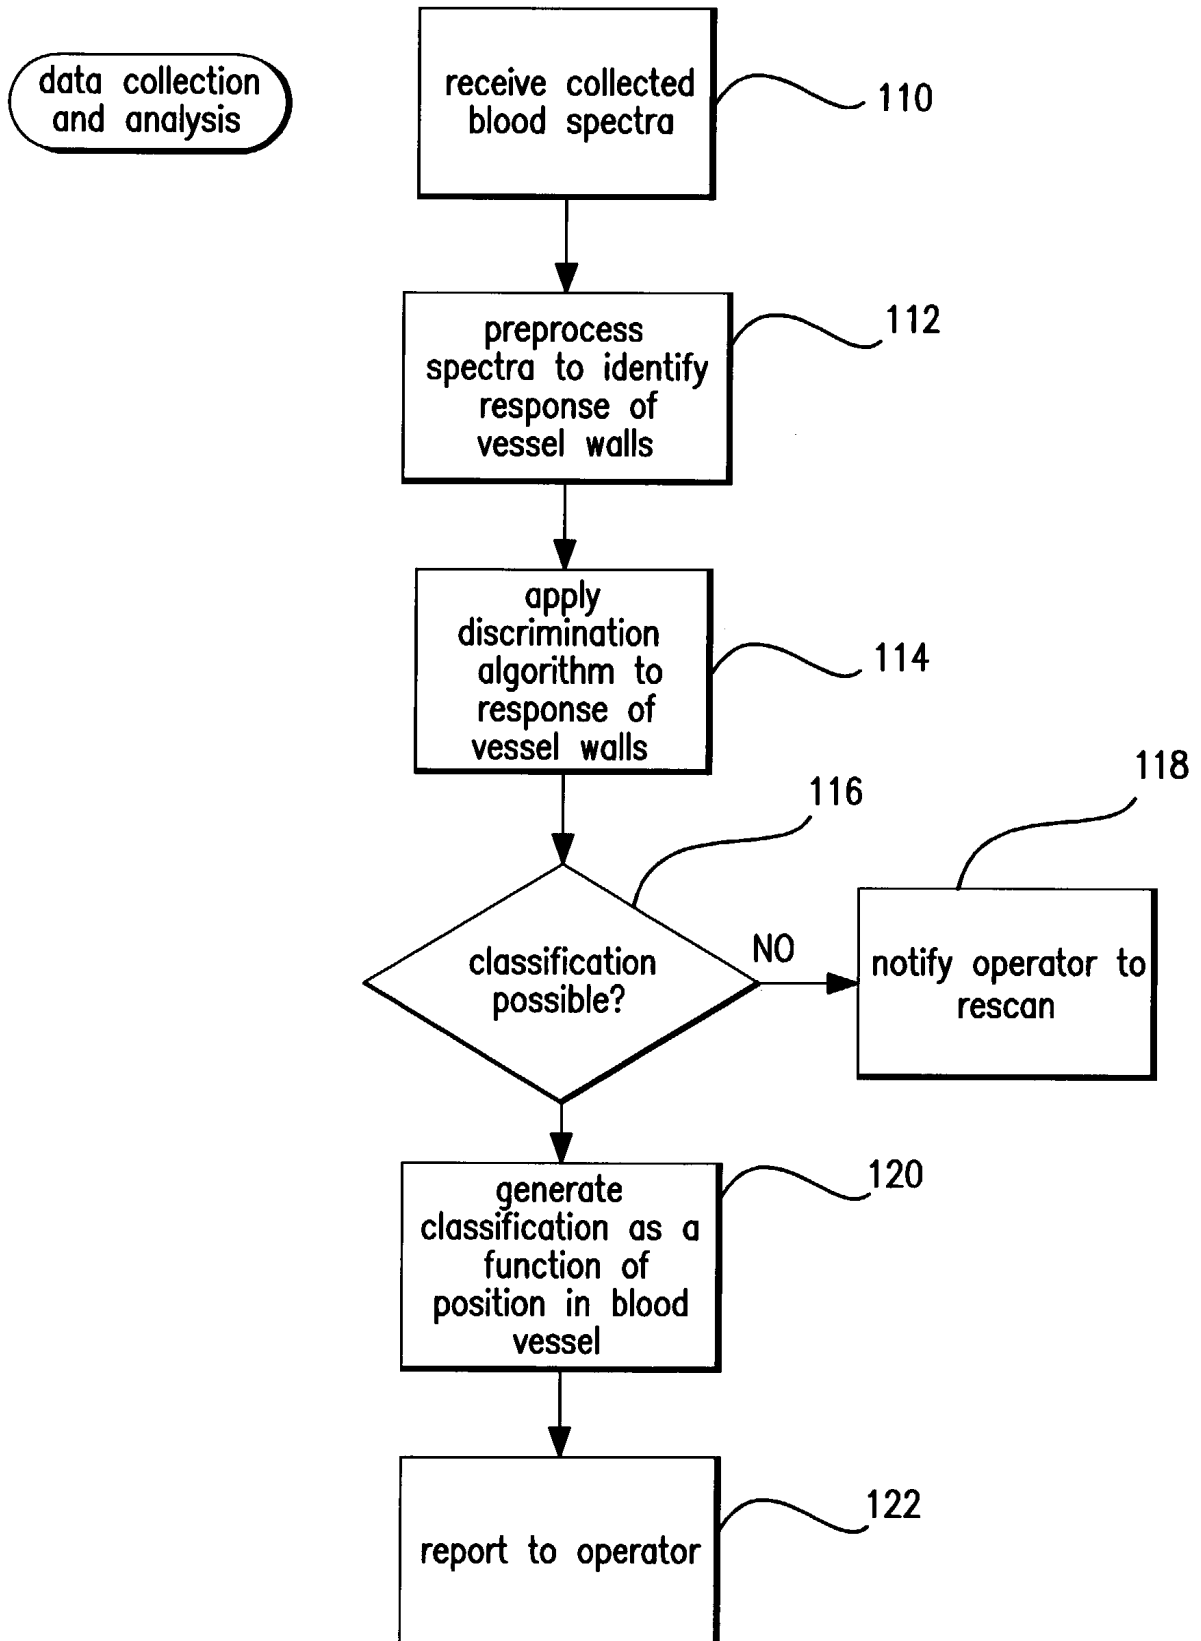 data collection
and analysis
receive collected
blood spectra
110
preprocess
spectra to identify
response of
vessel walls
112
apply
discrimination
algorithm to
response of
vessel walls
114
116
classification
possible?
NO
118
notify operator to
rescan
generate
classification as a
function of
position in blood
vessel
120
report to operator
122